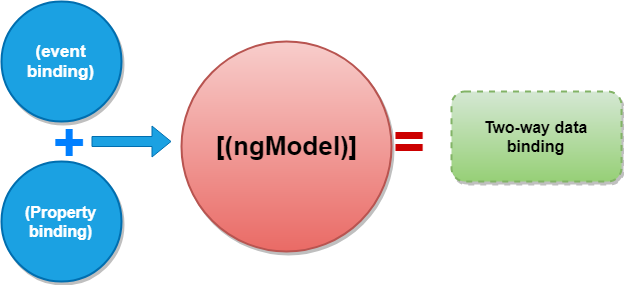 (event
binding)
+
(Property
binding)
[(ngModel)]
=
Two-way data
binding